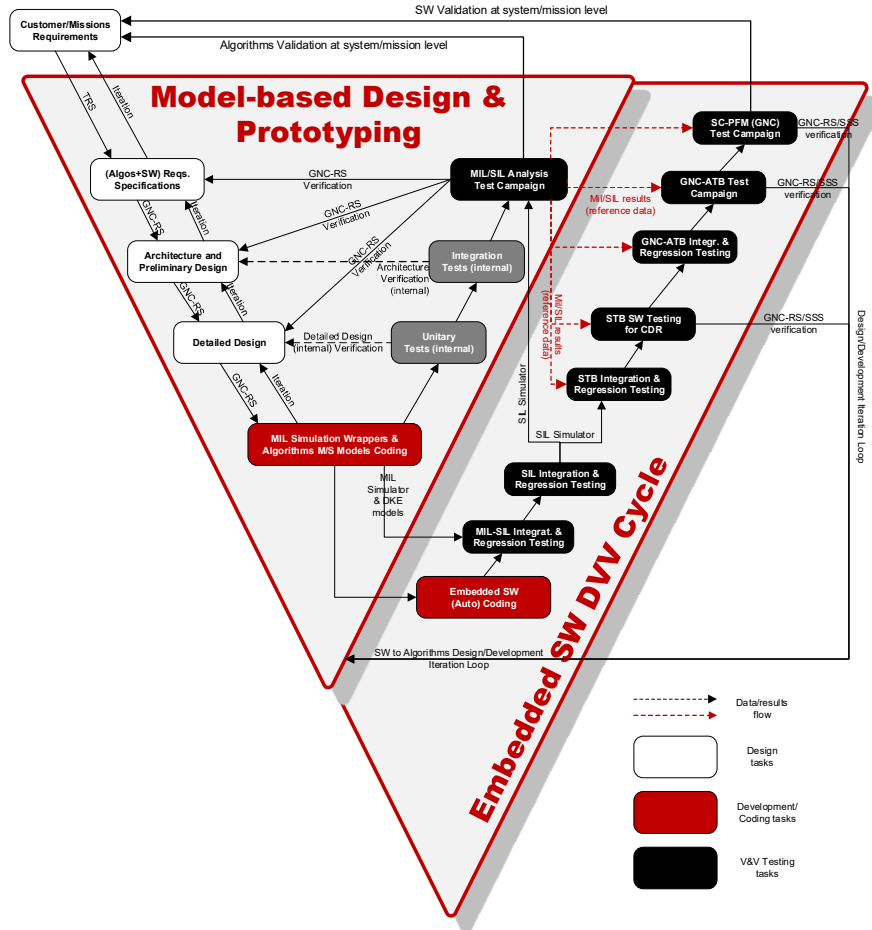 SW Validation at system/mission level
Customer/Missions
Requirements
Algorithms Validation at system/mission level
Model-based Design &
Prototyping
TRS
Iteration
SC-PFM (GNC)
Test Campaign
GNC-RS/SSS
verification
(Algos+SW) Reqs.
Specifications
GNC-RS
Verification
MIL/SIL Analysis
Test Campaign
GNC-ATB Test
Campaign
GNC-RS/SSS
verification
Mil/SIL results
(reference data)
GNC-RS
Iteration
GNC-RS
Verification
GNC-RS
Verification
Architecture and
Preliminary Design
Integration
Tests (internal)
GNC-ATB Integr. &
Regression Testing
Architecture
Verification
(internal)
GNC-RS
Iteration
Mil/SIL results
(reference data)
STB SW Testing
for CDR
GNC-RS/SSS
verification
Detailed Design
Detailed Design
(internal) Verification
Unitary
Tests (internal)
Design/Development Iteration Loop
GNC-RS
Iteration
STB Integration &
Regression Testing
SIL Simulator
MIL Simulation Wrappers &
Algorithms M/S Models Coding
SIL Simulator
MIL
Simulator
& DKE
models
SIL Integration &
Regression Testing
MIL-SIL Integrat. &
Regression Testing
Embedded SW
(Auto) Coding
Embedded SW DVV Cycle
SW to Algorithms Design/Development
Iteration Loop
Data/results
flow
Design
tasks
Development/
Coding tasks
V&V Testing
tasks